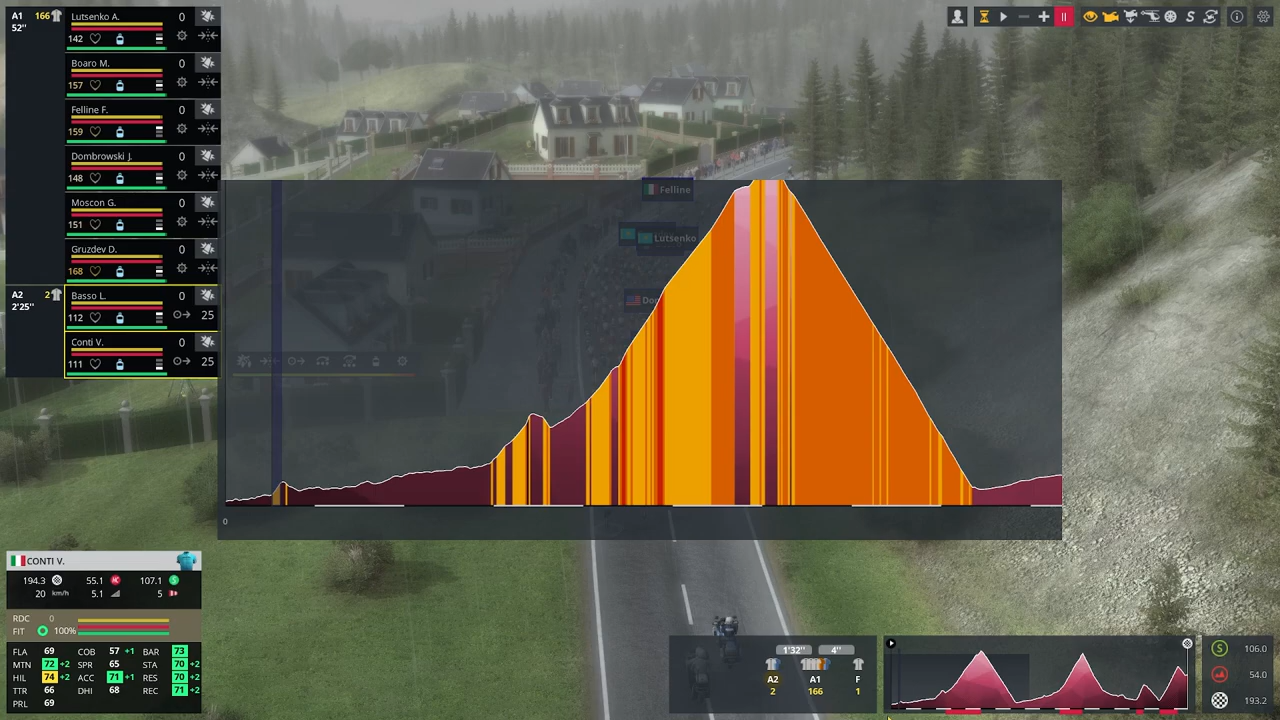 A1 166
52''
Lutsenko A. 0
142
Boaro M. 0
157
Felline F. 0
159
Dombrowski J. 0
148
Moscon G. 0
151
Gruzdev D. 0
168
A2 2
2'25''
Basso L. 0
112 25
Conti V. 0
111 25
Felline
Lutsenko
0
CONTI V.
194.3 55.1 HC 107.1 S
20 km/h 5.1 5
RDC 0
FIT 100%
FLA 69 COB 57 +1 BAR 73
MTN 72 +2 SPR 65 STA 70 +2
HIL 74 +2 ACC 71 +1 RES 70 +2
TTR 66 DHI 68 REC 71 +2
PRL 69
1'32'' 4''
A2 A1 F
2 166 1
S 106.0
54.0
193.2
S